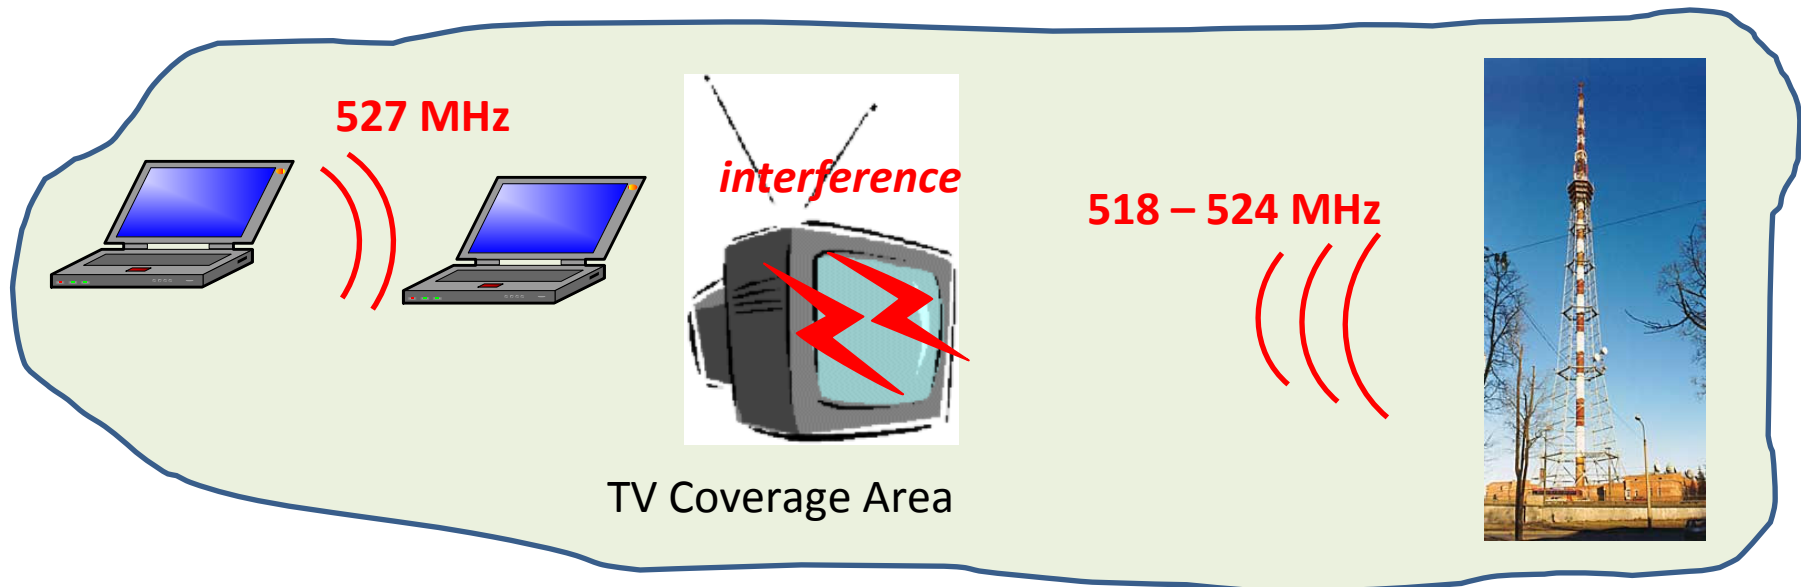 527 MHz
interference
518 – 524 MHz
TV Coverage Area